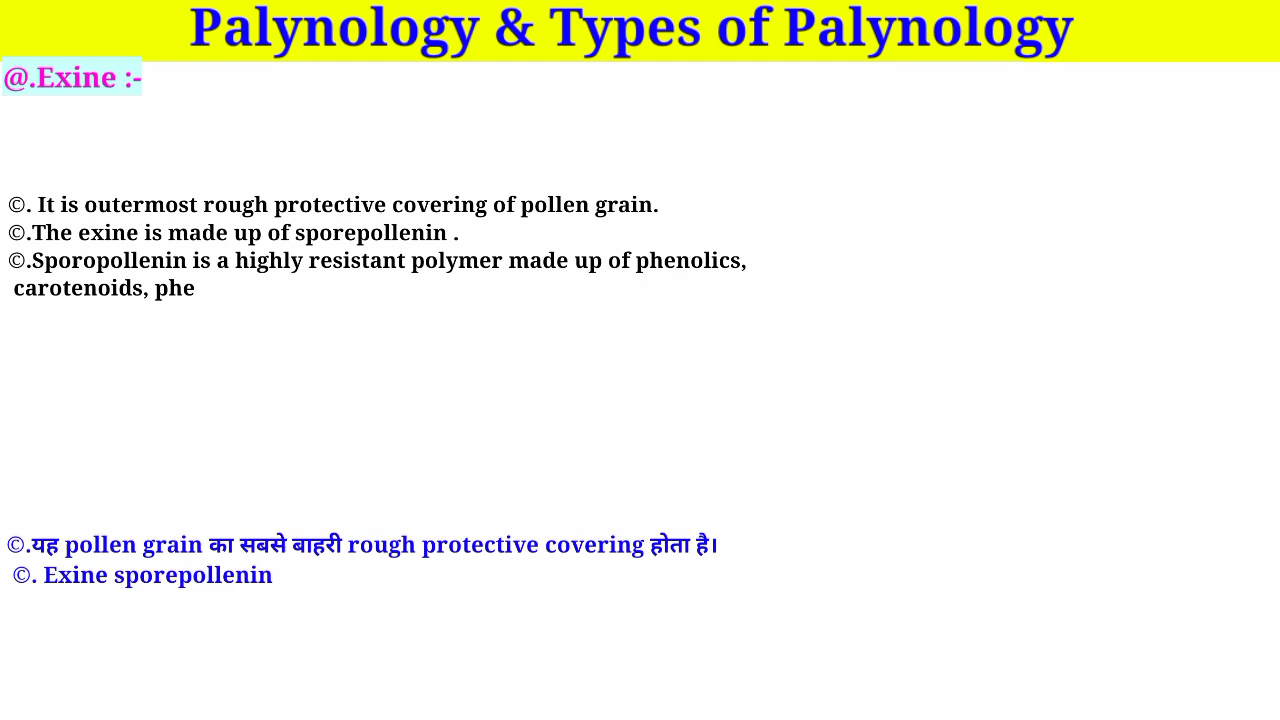 Palynology & Types of Palynology
@.Exine :-
©. It is outermost rough protective covering of pollen grain.
©.The exine is made up of sporepollenin .
©.Sporopollenin is a highly resistant polymer made up of phenolics,
carotenoids, phe
©.यह pollen grain का सबसे बाहरी rough protective covering होता है।
©. Exine sporepollenin